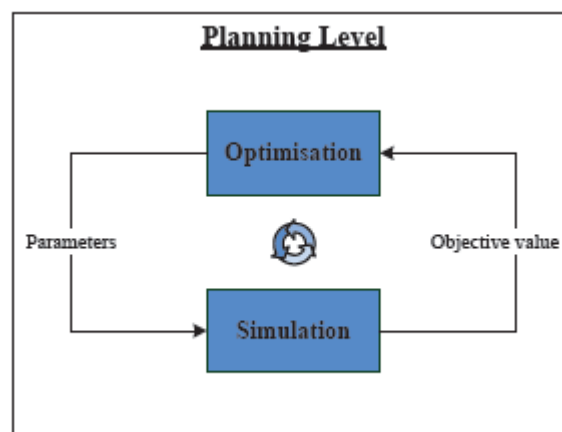 Planning Level
Optimisation
Parameters
Objective value
Simulation